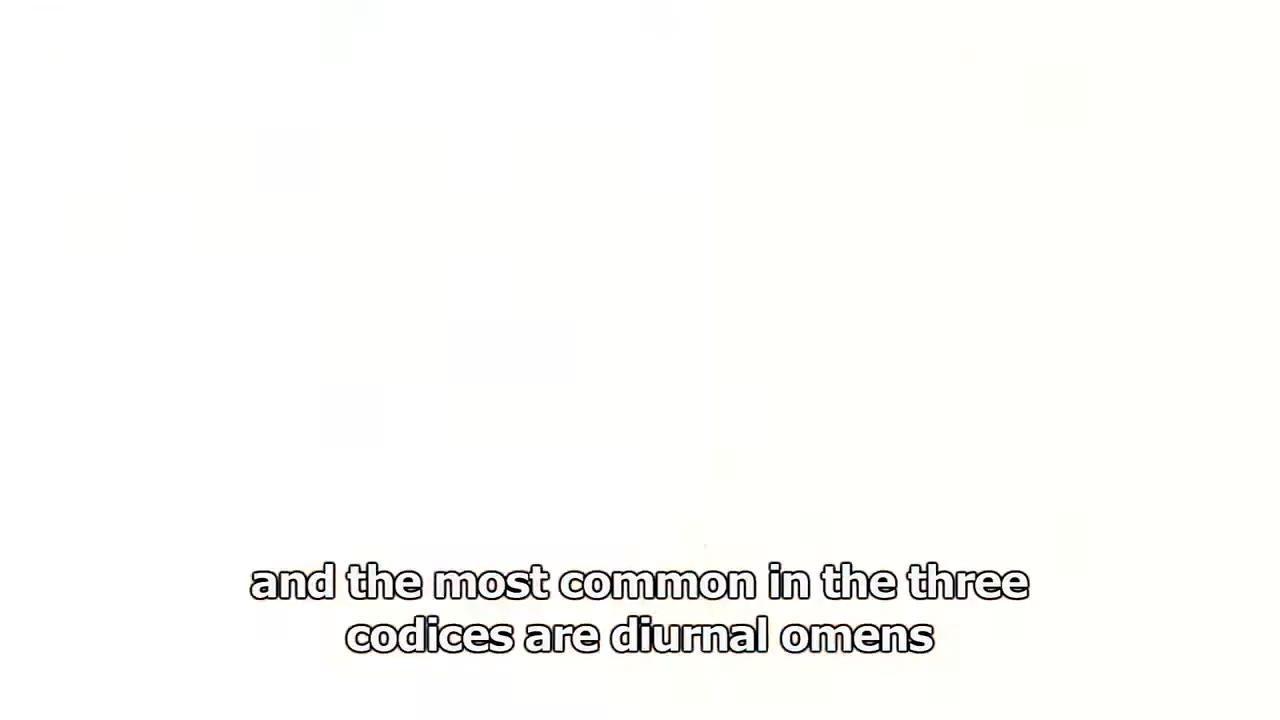 and the most common in the three
codices are diurnal omens